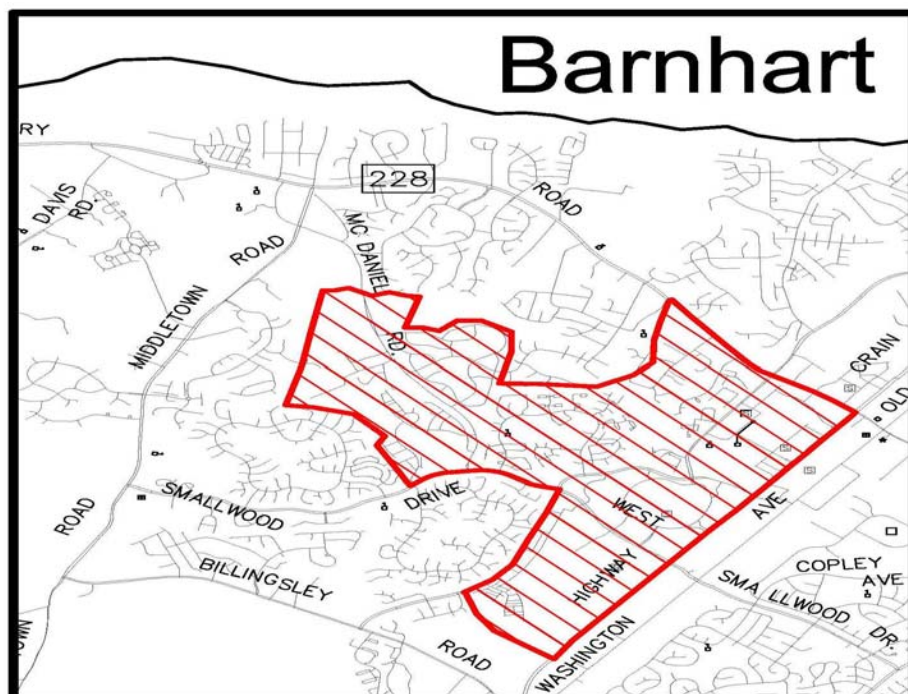 Barnhart
RY
228
ROAD
DAVIS
RD.
MC DANIEL
RD.
ROAD
MIDDLETOWN
CRAIN
OLD
SMALLWOOD
DRIVE
WEST
AVE
ROAD
BILLINGSLEY
HIGHWAY
COPLEY
AVE
SMALLWOOD
DR.
WASHINGTON
ROAD
OWN